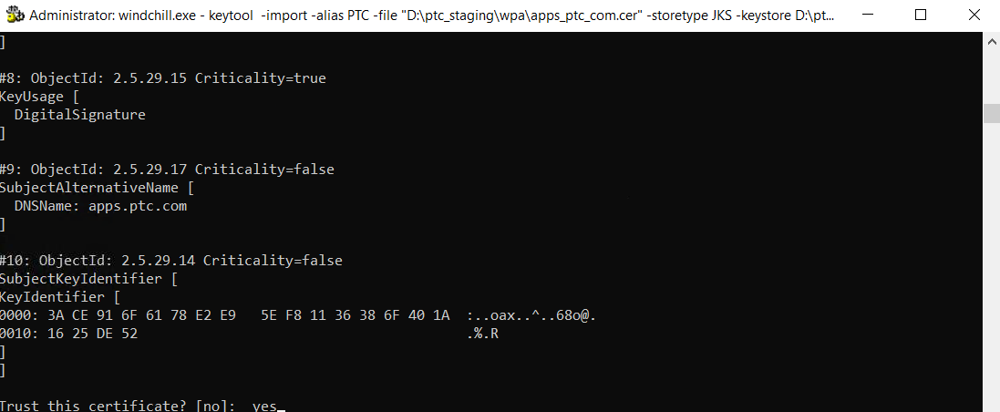 Administrator: windchill.exe - keytool -import -alias PTC -file "D:\ptc_staging\wpa\apps_ptc_com.cer" -storetype JKS -keystore D:\pt...
]
#8: ObjectId: 2.5.29.15 Criticality=true
KeyUsage [
  DigitalSignature
]
#9: ObjectId: 2.5.29.17 Criticality=false
SubjectAlternativeName [
  DNSName: apps.ptc.com
]
#10: ObjectId: 2.5.29.14 Criticality=false
SubjectKeyIdentifier [
KeyIdentifier [
0000: 3A CE 91 6F 61 78 E2 E9   5E F8 11 36 38 6F 40 1A  :..oax..^..68o@.
0010: 16 25 DE 52                                        .%.R
]
]
Trust this certificate? [no]:  yes